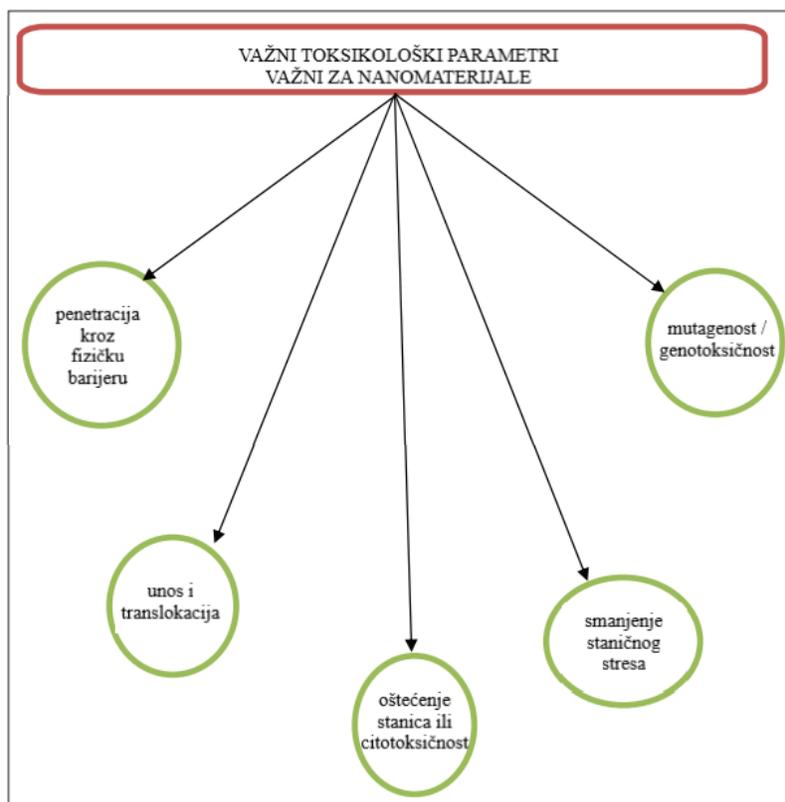 VAŽNI TOKSIKOLOŠKI PARAMETRI
VAŽNI ZA NANOMATERIJALE
penetracija
kroz
fizičku
barijeru
mutagenost /
genotoksičnost
unos i
translokacija
smanjenje
staničnog
stresa
oštećenje
stanica ili
citotoksičnost